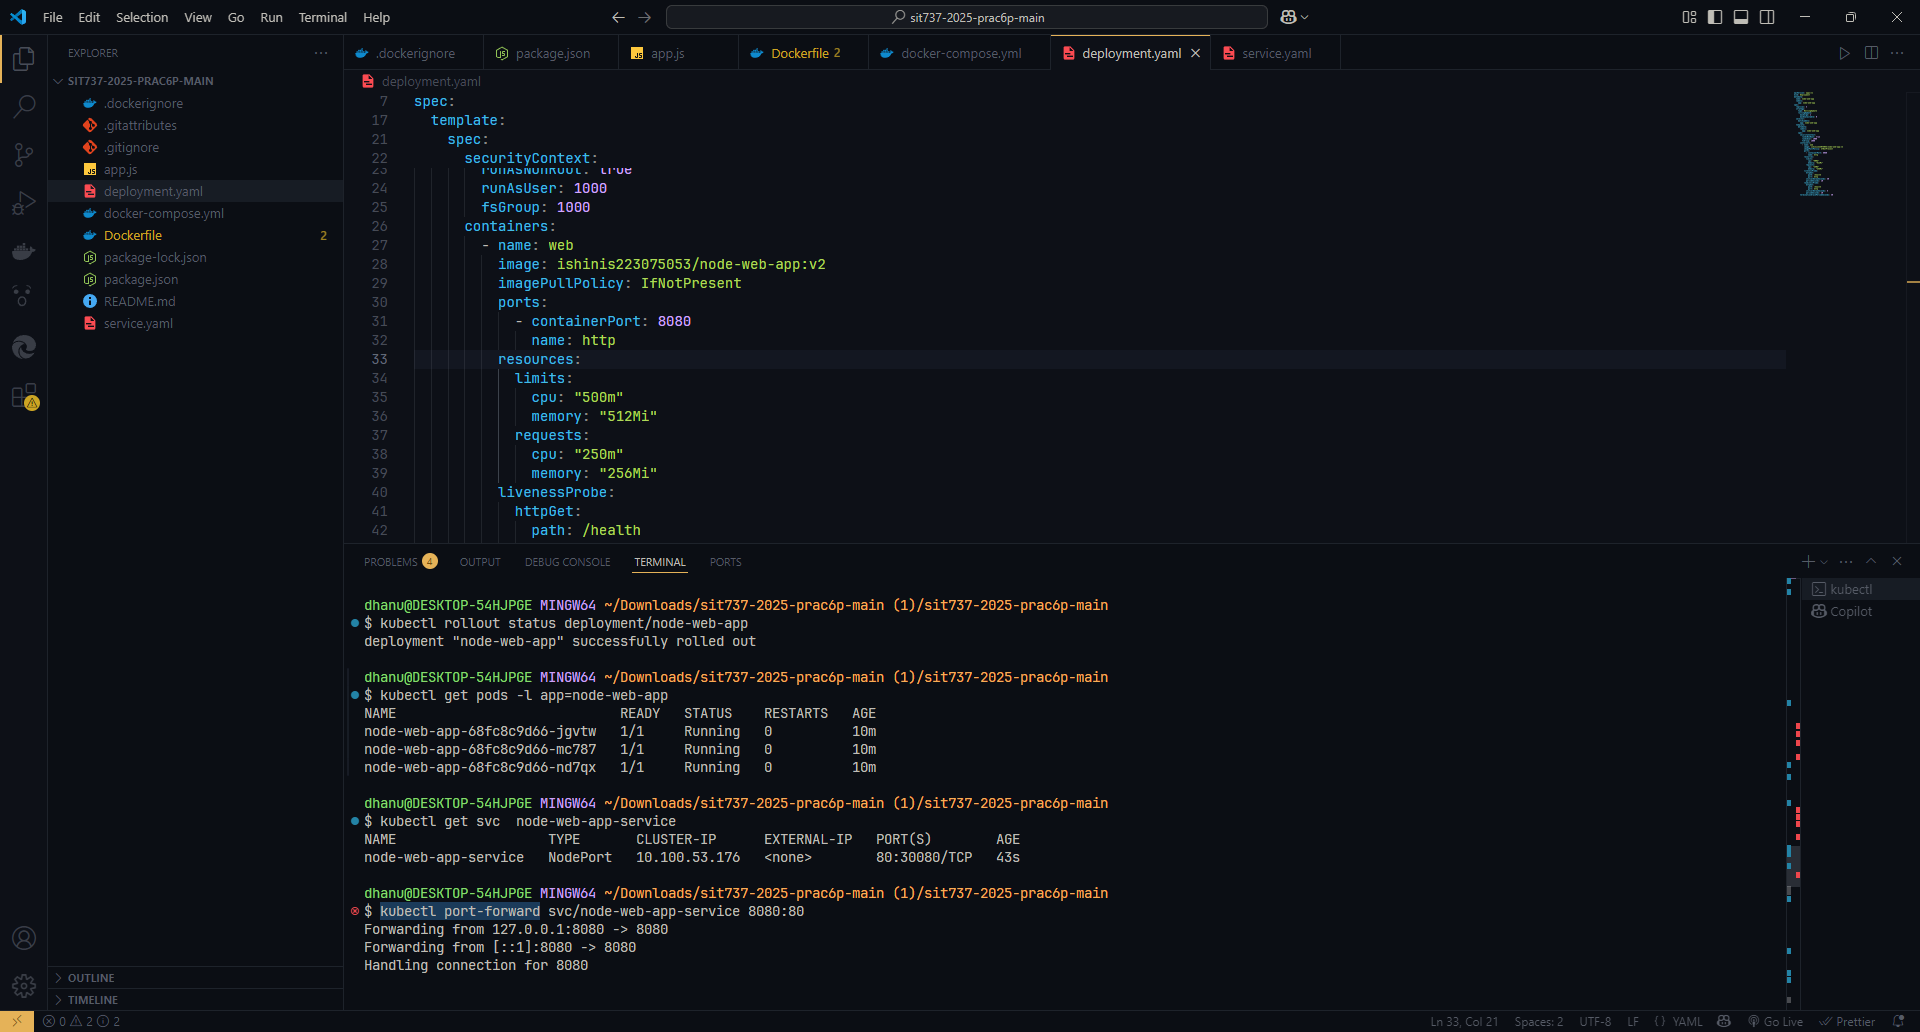 File Edit Selection View Go Run Terminal Help
sit737-2025-prac6p-main
EXPLORER
SIT737-2025-PRAC6P-MAIN
.dockerignore
.gitattributes
.gitignore
app.js
deployment.yaml
docker-compose.yml
Dockerfile 2
package-lock.json
package.json
README.md
service.yaml
OUTLINE
TIMELINE
.dockerignore package.json app.js Dockerfile 2 docker-compose.yml deployment.yaml service.yaml
deployment.yaml
7 spec:
17 template:
21 spec:
22 securityContext:
23 runAsNonRoot: true
24 runAsUser: 1000
25 fsGroup: 1000
26 containers:
27 - name: web
28 image: ishinis223075053/node-web-app:v2
29 imagePullPolicy: IfNotPresent
30 ports:
31 - containerPort: 8080
32 name: http
33 resources:
34 limits:
35 cpu: "500m"
36 memory: "512Mi"
37 requests:
38 cpu: "250m"
39 memory: "256Mi"
40 livenessProbe:
41 httpGet:
42 path: /health
PROBLEMS 4 OUTPUT DEBUG CONSOLE TERMINAL PORTS
dhanu@DESKTOP-54HJPGE MINGW64 ~/Downloads/sit737-2025-prac6p-main (1)/sit737-2025-prac6p-main
$ kubectl rollout status deployment/node-web-app
deployment "node-web-app" successfully rolled out
dhanu@DESKTOP-54HJPGE MINGW64 ~/Downloads/sit737-2025-prac6p-main (1)/sit737-2025-prac6p-main
$ kubectl get pods -l app=node-web-app
NAME READY STATUS RESTARTS AGE
node-web-app-68fc8c9d66-jgvtw 1/1 Running 0 10m
node-web-app-68fc8c9d66-mc787 1/1 Running 0 10m
node-web-app-68fc8c9d66-nd7qx 1/1 Running 0 10m
dhanu@DESKTOP-54HJPGE MINGW64 ~/Downloads/sit737-2025-prac6p-main (1)/sit737-2025-prac6p-main
$ kubectl get svc  node-web-app-service
NAME TYPE CLUSTER-IP EXTERNAL-IP PORT(S) AGE
node-web-app-service NodePort 10.100.53.176 <none> 80:30080/TCP 43s
dhanu@DESKTOP-54HJPGE MINGW64 ~/Downloads/sit737-2025-prac6p-main (1)/sit737-2025-prac6p-main
$ kubectl port-forward svc/node-web-app-service 8080:80
Forwarding from 127.0.0.1:8080 -> 8080
Forwarding from [::1]:8080 -> 8080
Handling connection for 8080
kubectl
Copilot
0 2 2
Ln 33, Col 21 Spaces: 2 UTF-8 LF {} YAML Go Live Prettier